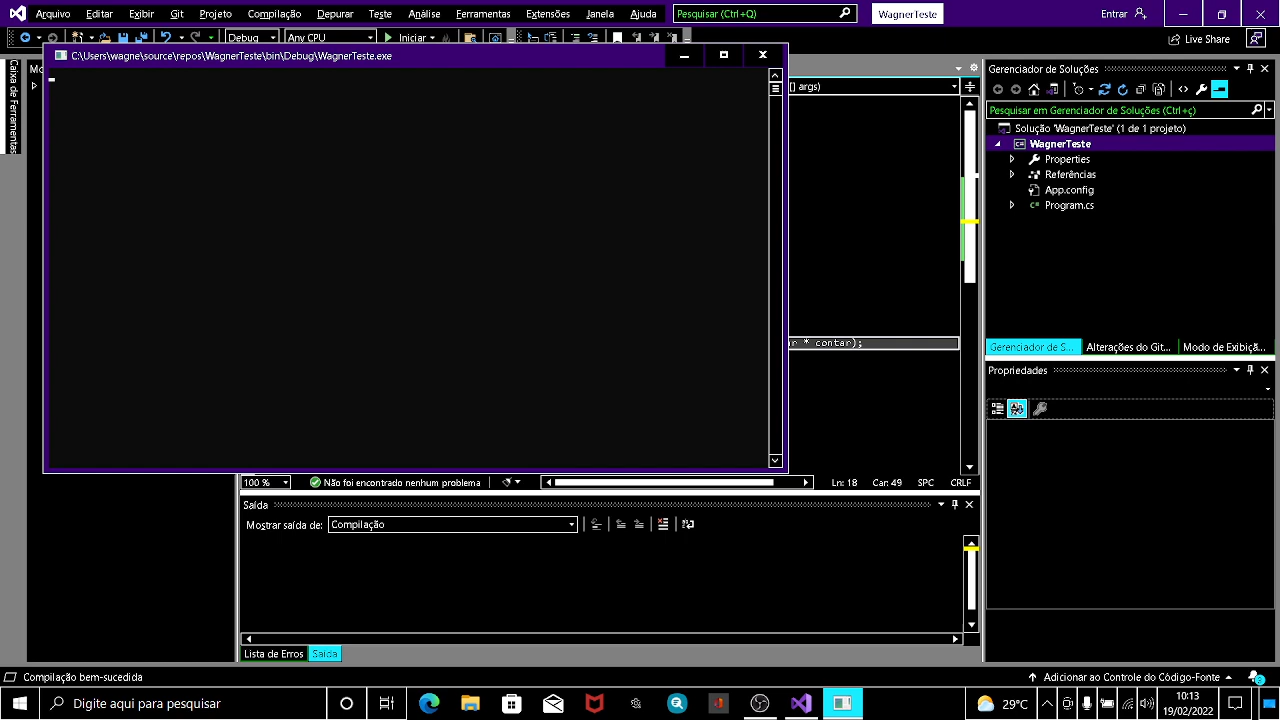 Arquivo Editar Exibir Git Projeto Compilação Depurar Teste Análise Ferramentas Extensões Janela Ajuda Pesquisar (Ctrl+Q) WagnerTeste Entrar
Debug Any CPU Iniciar Live Share
C:\Users\wagne\source\repos\WagnerTeste\bin\Debug\WagnerTeste.exe
Caixa de Ferramentas
[] args)
* contar);
100 % Não foi encontrado nenhum problema Ln: 18 Car: 49 SPC CRLF
Saída
Mostrar saída de: Compilação
Lista de Erros Saída
Gerenciador de Soluções
Pesquisar em Gerenciador de Soluções (Ctrl+ç)
Solução 'WagnerTeste' (1 de 1 projeto)
WagnerTeste
Properties
Referências
App.config
Program.cs
Gerenciador de S... Alterações do Git... Modo de Exibiçã...
Propriedades
Compilação bem-sucedida Adicionar ao Controle do Código-Fonte 2
Digite aqui para pesquisar 29°C 10:13
19/02/2022